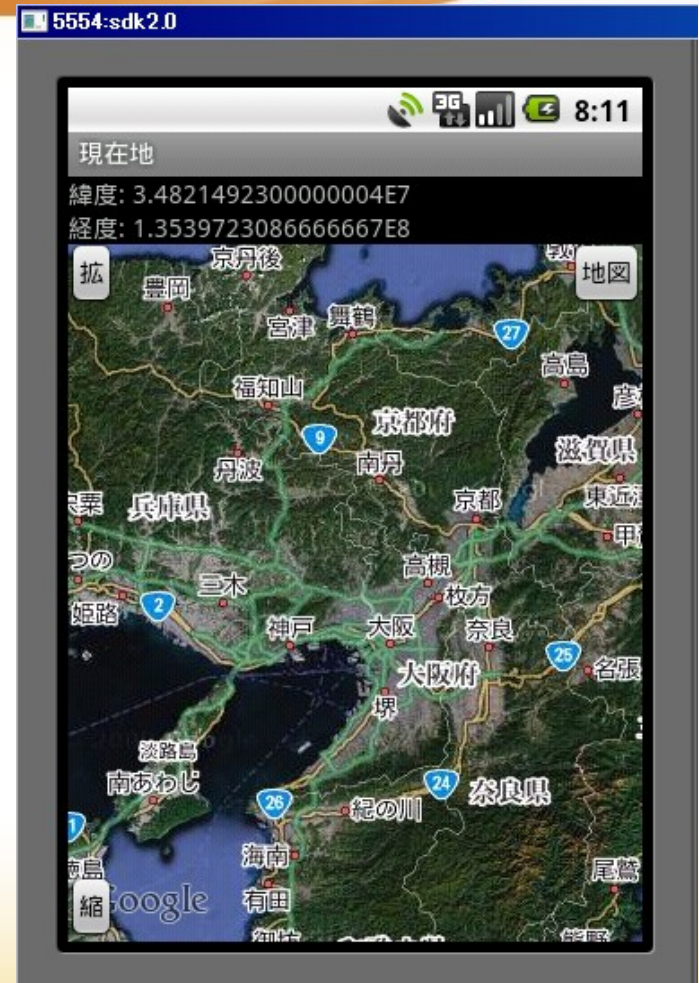 5554:sdk2.0
3G 8:11
現在地
緯度: 3.4821492300000004E7
経度: 1.3539723086666667E8
拡
京丹後
地図
豊岡
宮津
舞鶴
27
高島
福知山
京都府
9
滋賀県
丹波
南丹
兵庫県
京都
つの
高槻
三木
枚方
姫路
2
神戸
大阪
奈良
25
名張
大阪府
堺
淡路島
南あわじ
24
奈良県
26
紀の川
海南
尾鷲
縮
Google
有田